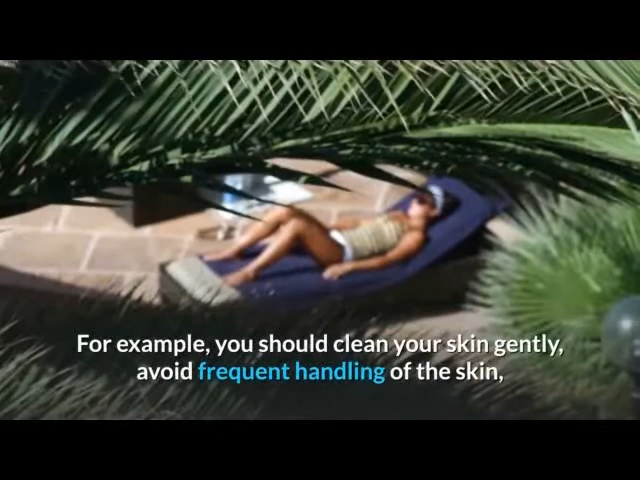 For example, you should clean your skin gently,
avoid frequent handling of the skin,